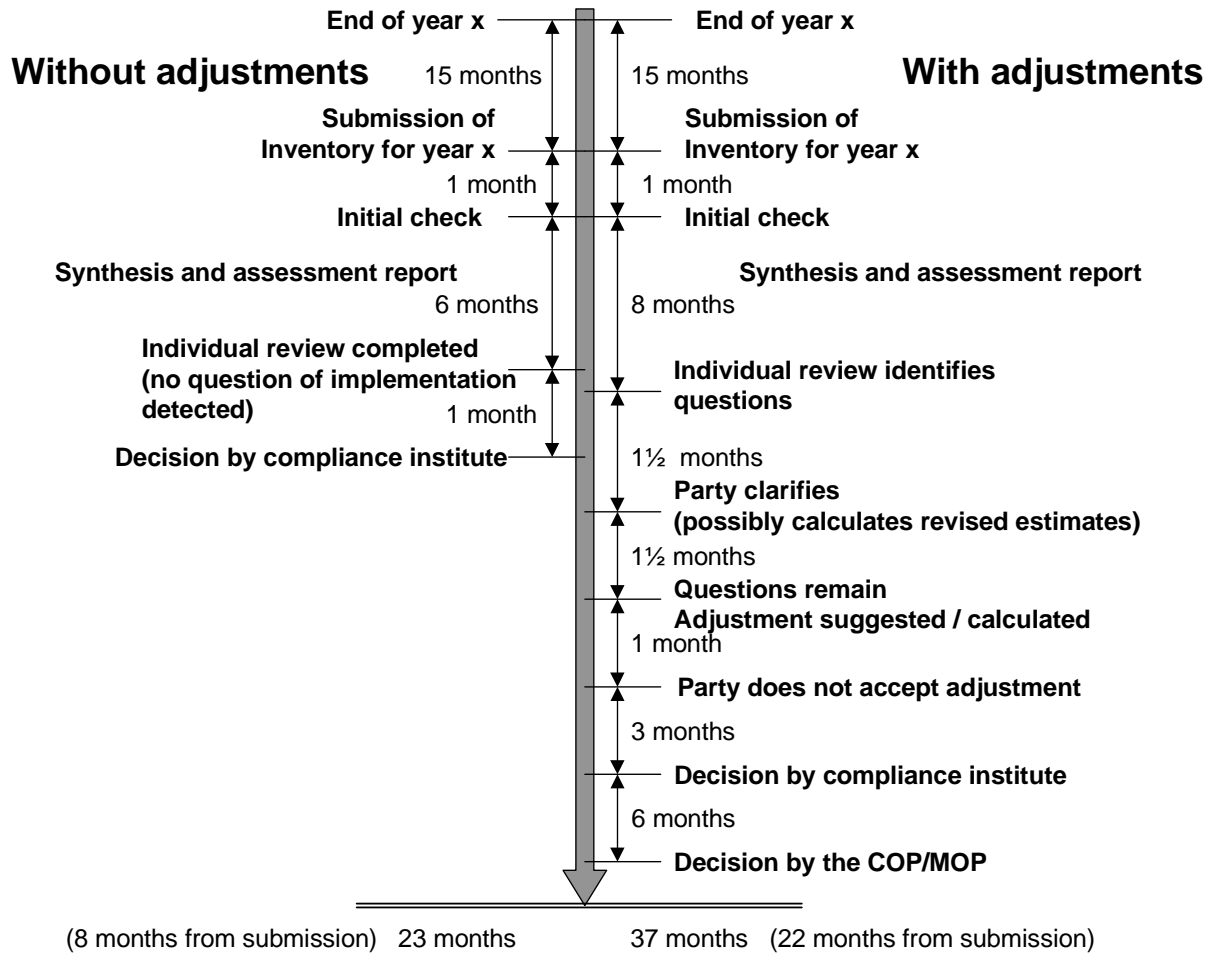 End of year x
End of year x
Without adjustments
15 months
15 months
With adjustments
Submission of
Inventory for year x
Submission of
Inventory for year x
1 month
1 month
Initial check
Initial check
Synthesis and assessment report
Synthesis and assessment report
6 months
8 months
Individual review completed
(no question of implementation
detected)
Individual review identifies
questions
1 month
Decision by compliance institute
1½ months
Party clarifies
(possibly calculates revised estimates)
1½ months
Questions remain
Adjustment suggested / calculated
1 month
Party does not accept adjustment
3 months
Decision by compliance institute
6 months
Decision by the COP/MOP
(8 months from submission) 23 months
37 months (22 months from submission)